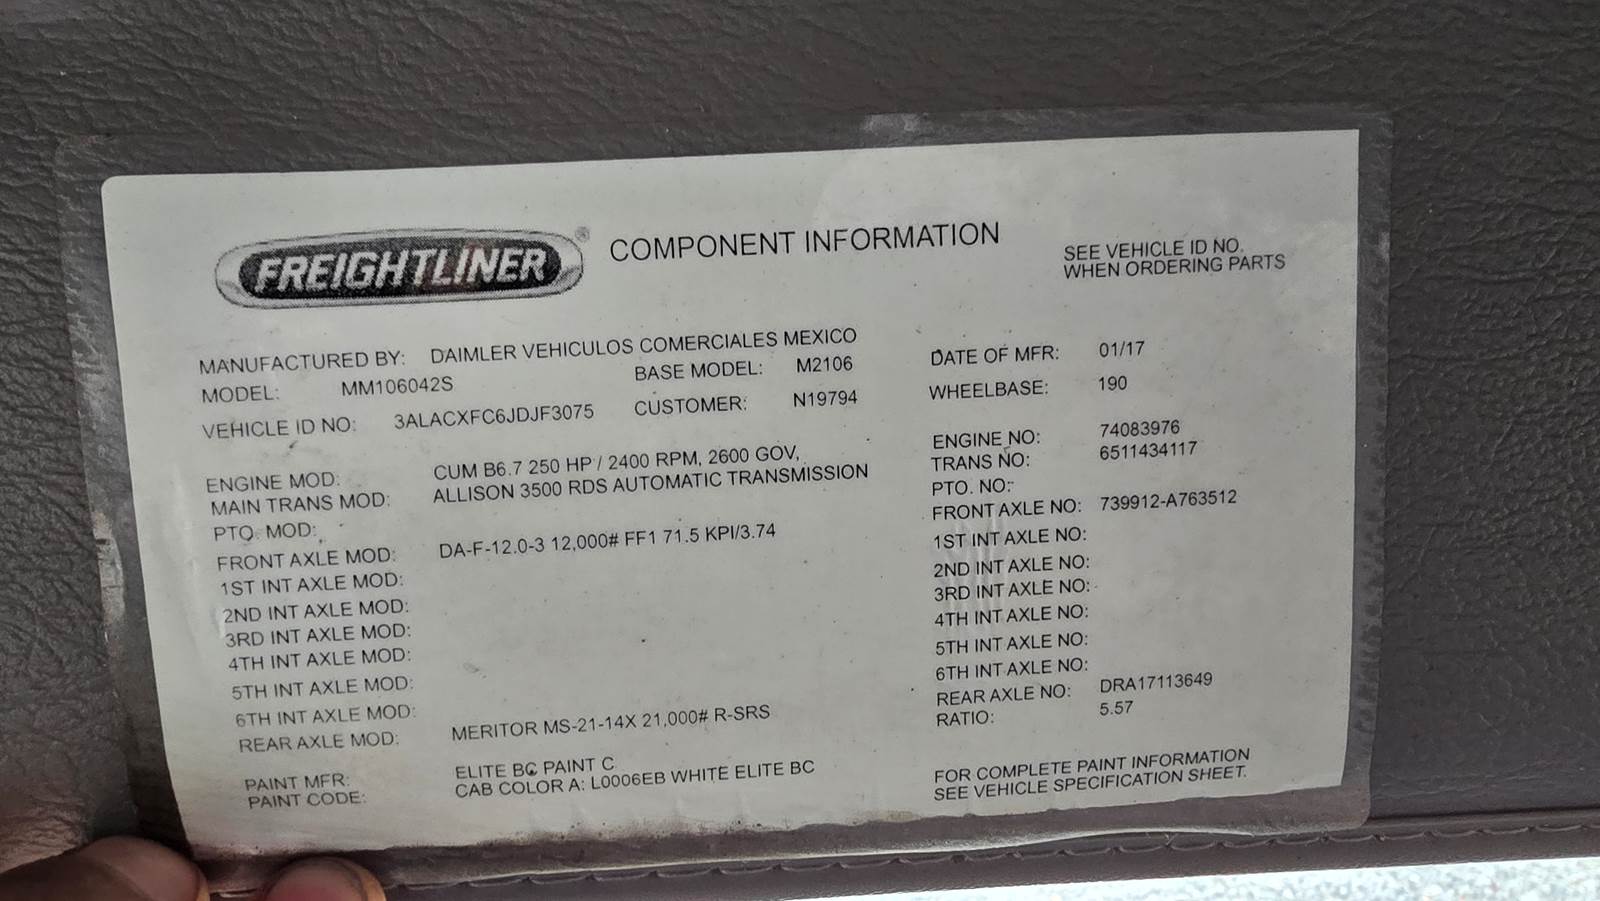 FREIGHTLINER ® COMPONENT INFORMATION
SEE VEHICLE ID NO.
WHEN ORDERING PARTS
MANUFACTURED BY: DAIMLER VEHICULOS COMERCIALES MEXICO
MODEL: MM106042S BASE MODEL: M2106
VEHICLE ID NO: 3ALACXFC6JDJF3075 CUSTOMER: N19794
DATE OF MFR: 01/17
WHEELBASE: 190
ENGINE MOD: CUM B6.7 250 HP / 2400 RPM, 2600 GOV,
MAIN TRANS MOD: ALLISON 3500 RDS AUTOMATIC TRANSMISSION
PTO. MOD:
FRONT AXLE MOD: DA-F-12.0-3 12,000# FF1 71.5 KPI/3.74
1ST INT AXLE MOD:
2ND INT AXLE MOD:
3RD INT AXLE MOD:
4TH INT AXLE MOD:
5TH INT AXLE MOD:
6TH INT AXLE MOD:
REAR AXLE MOD: MERITOR MS-21-14X 21,000# R-SRS
PAINT MFR: ELITE BC PAINT C
PAINT CODE: CAB COLOR A: L0006EB WHITE ELITE BC
ENGINE NO: 74083976
TRANS NO: 6511434117
PTO. NO:
FRONT AXLE NO: 739912-A763512
1ST INT AXLE NO:
2ND INT AXLE NO:
3RD INT AXLE NO:
4TH INT AXLE NO:
5TH INT AXLE NO:
6TH INT AXLE NO:
REAR AXLE NO: DRA17113649
RATIO: 5.57
FOR COMPLETE PAINT INFORMATION
SEE VEHICLE SPECIFICATION SHEET.